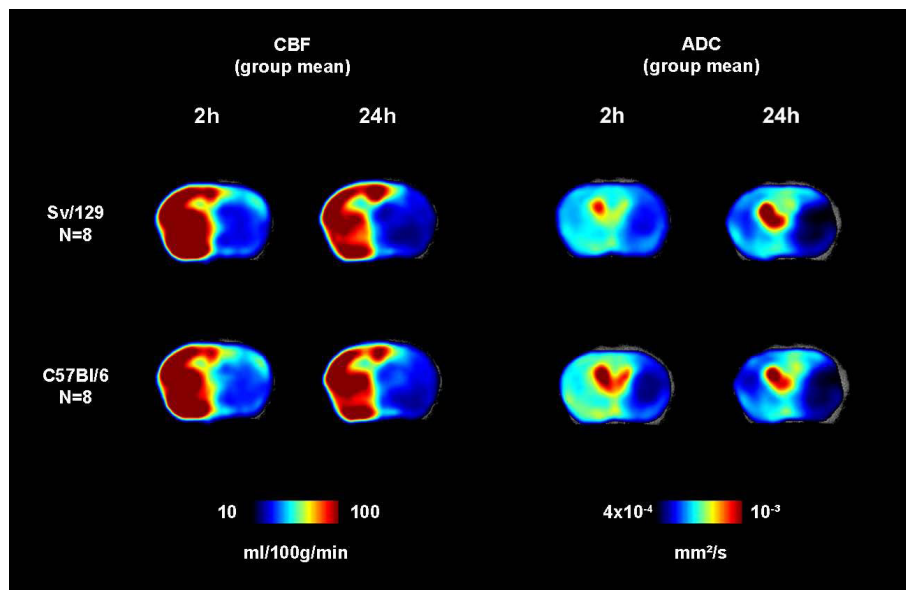 CBF
(group mean)
ADC
(group mean)
2h
24h
2h
24h
Sv/129
N=8
C57Bl/6
N=8
10
100
4x10⁻⁴
10⁻³
ml/100g/min
mm²/s